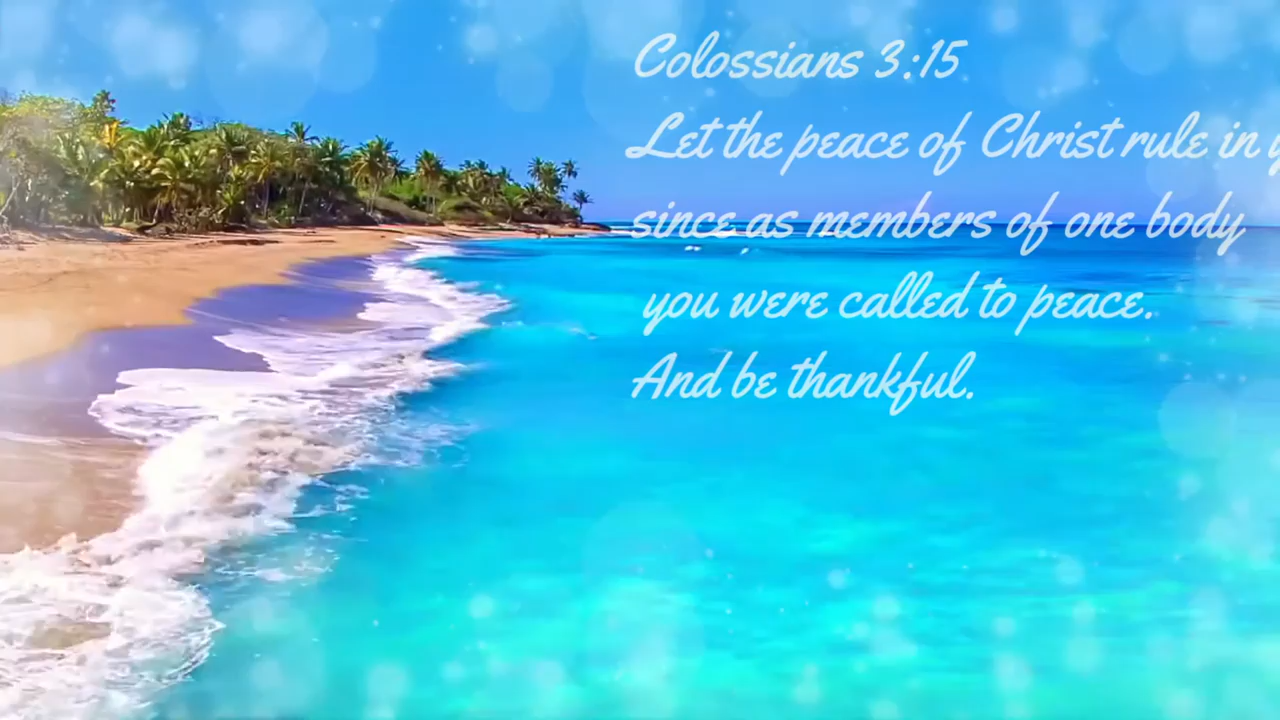 Colossians 3:15
Let the peace of Christ rule in
since as members of one body
you were called to peace.
And be thankful.